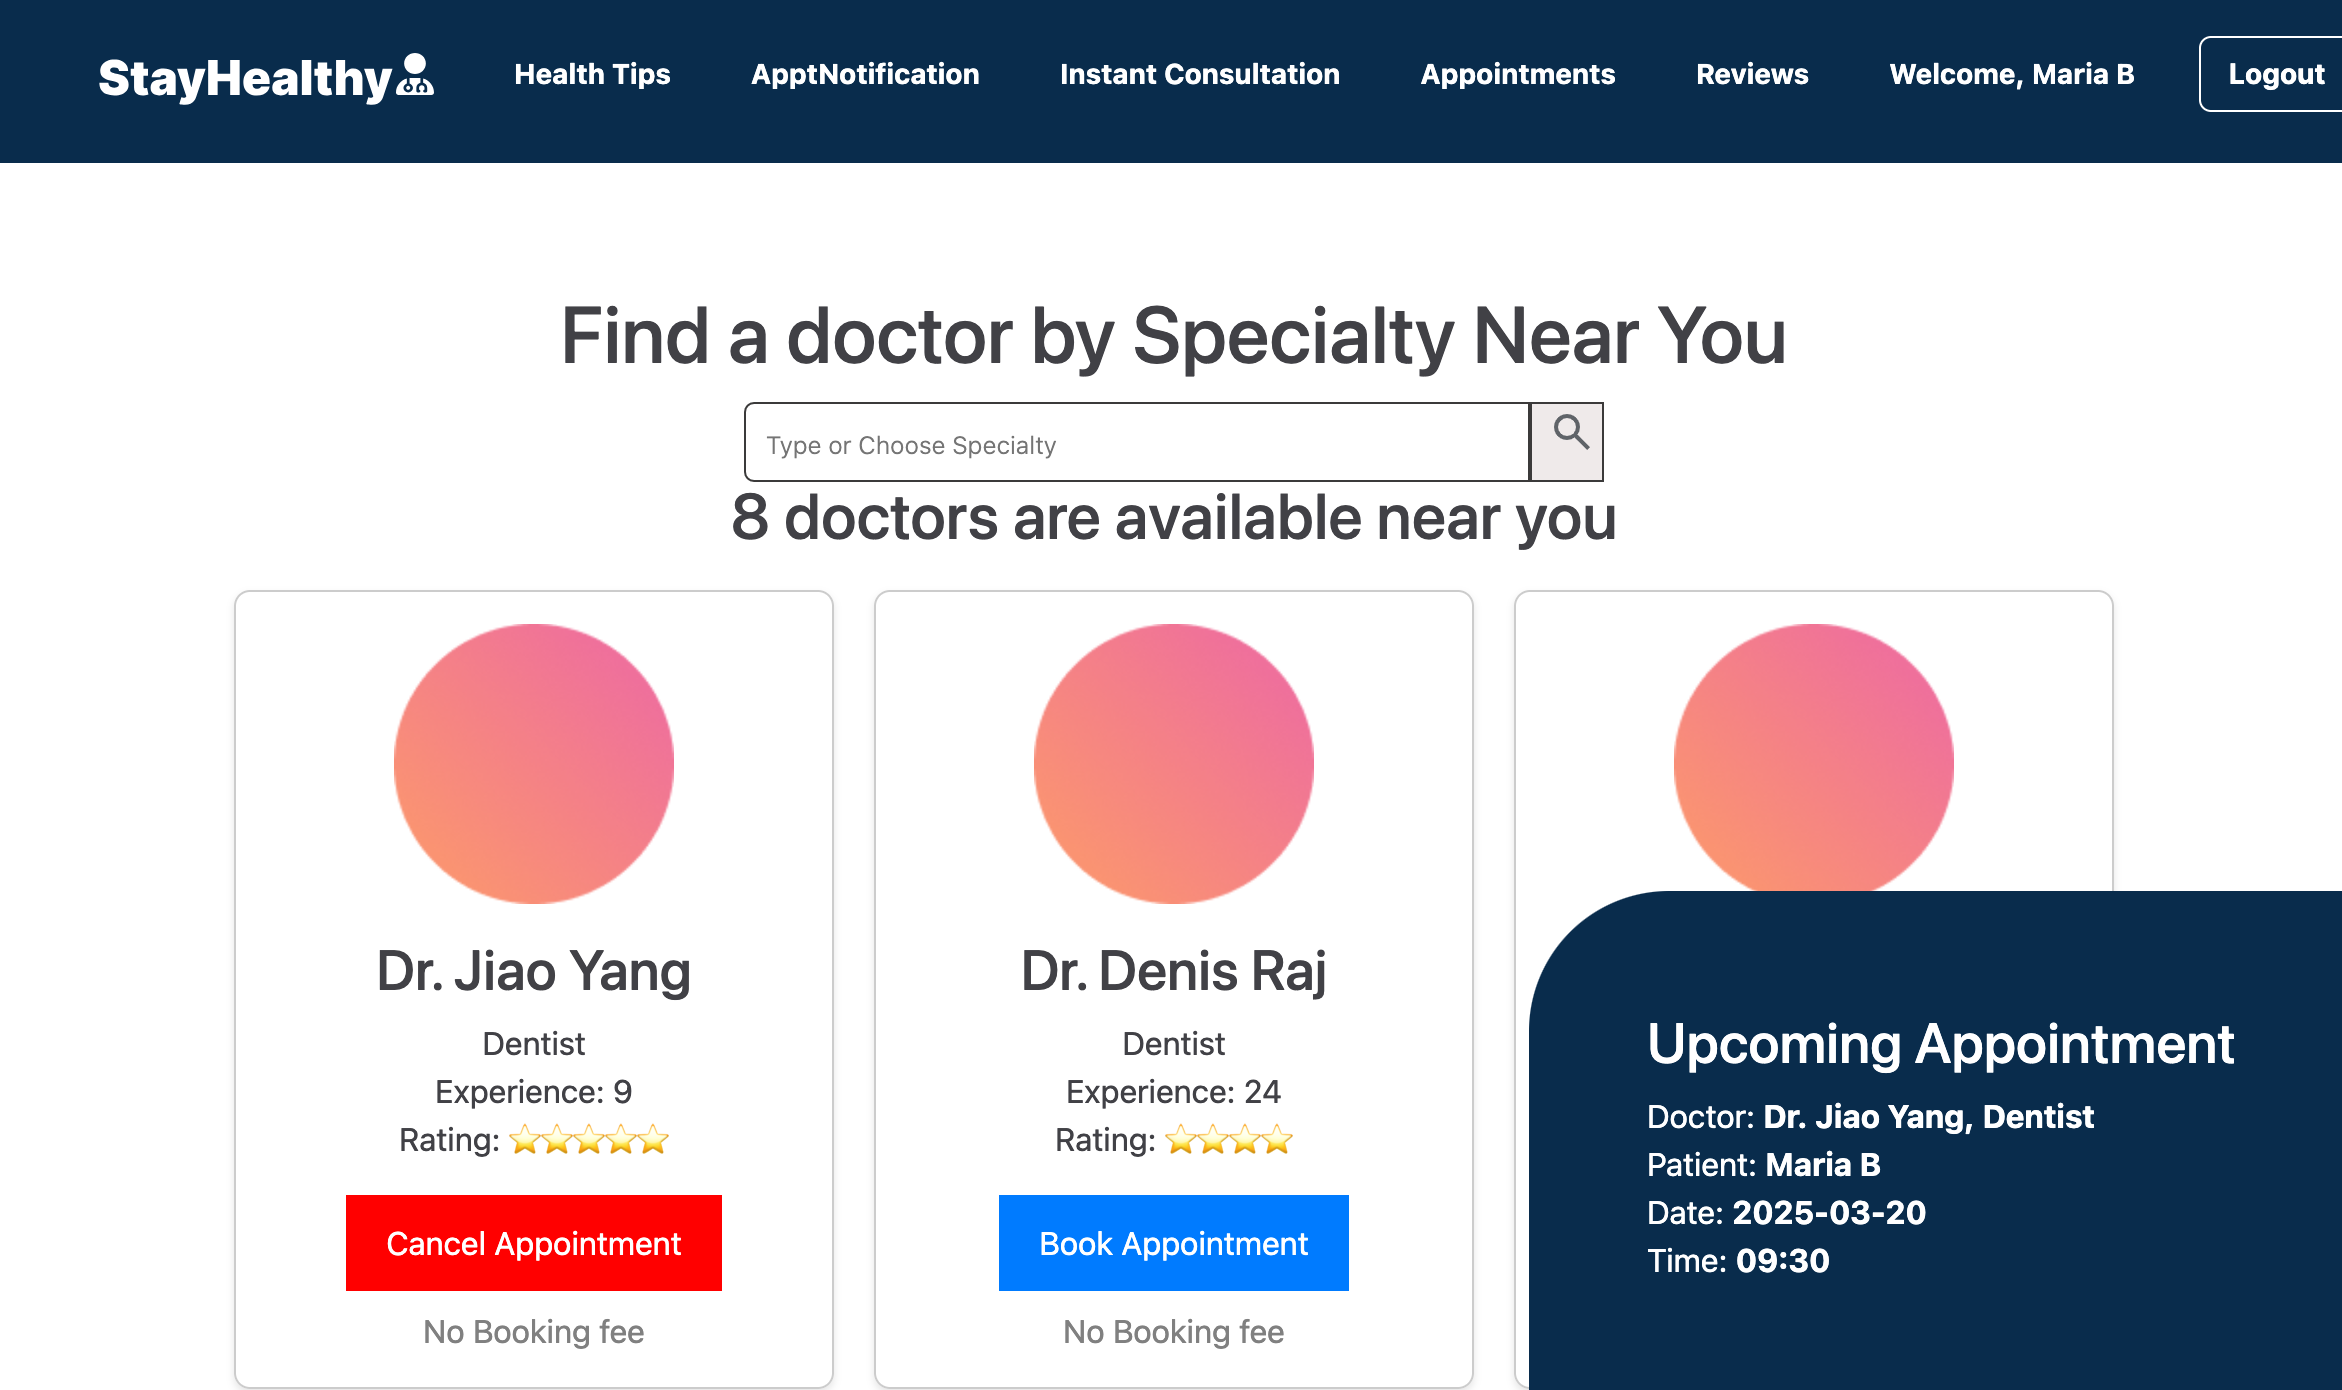 StayHealthy
Health Tips
ApptNotification
Instant Consultation
Appointments
Reviews
Welcome, Maria B
Logout
Find a doctor by Specialty Near You
Type or Choose Specialty
8 doctors are available near you
Dr. Jiao Yang
Dentist
Experience: 9
Rating: ⭐⭐⭐⭐⭐
Cancel Appointment
No Booking fee
Dr. Denis Raj
Dentist
Experience: 24
Rating: ⭐⭐⭐⭐
Book Appointment
No Booking fee
Upcoming Appointment
Doctor: Dr. Jiao Yang, Dentist
Patient: Maria B
Date: 2025-03-20
Time: 09:30